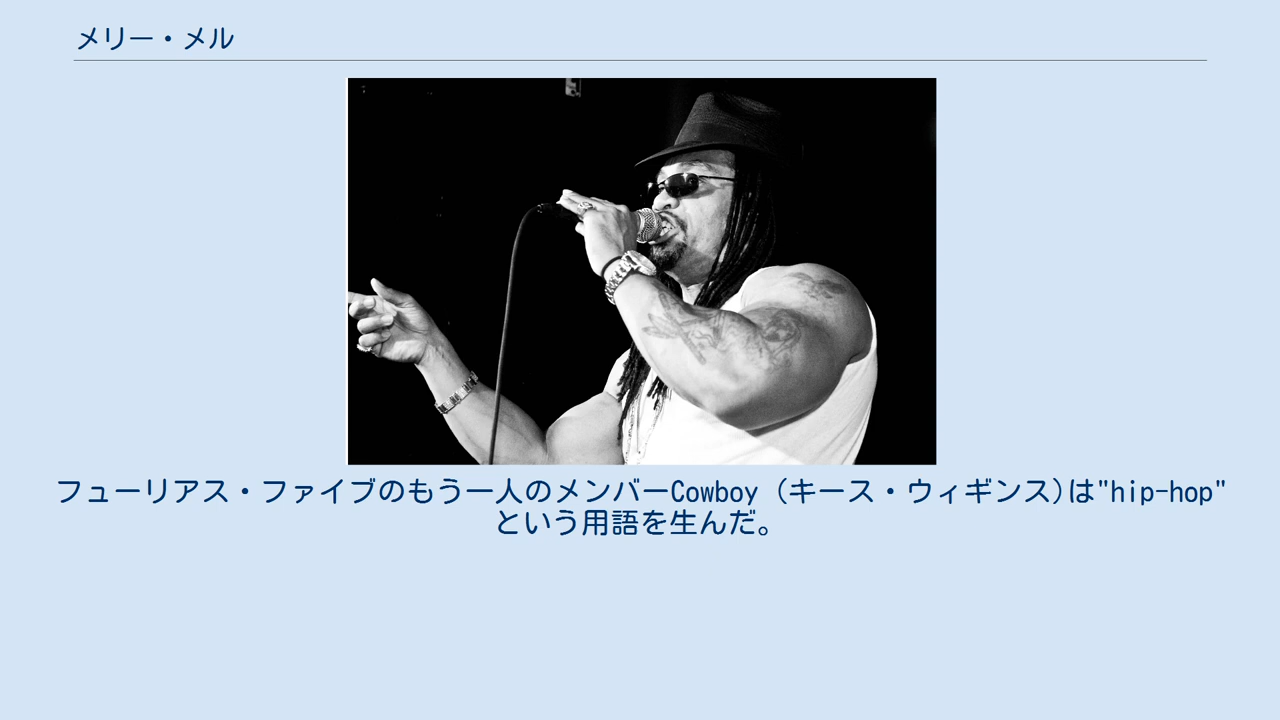 メリー・メル
フューリアス・ファイブのもう一人のメンバーCowboy (キース・ウィギンス)は"hip-hop"
という用語を生んだ。